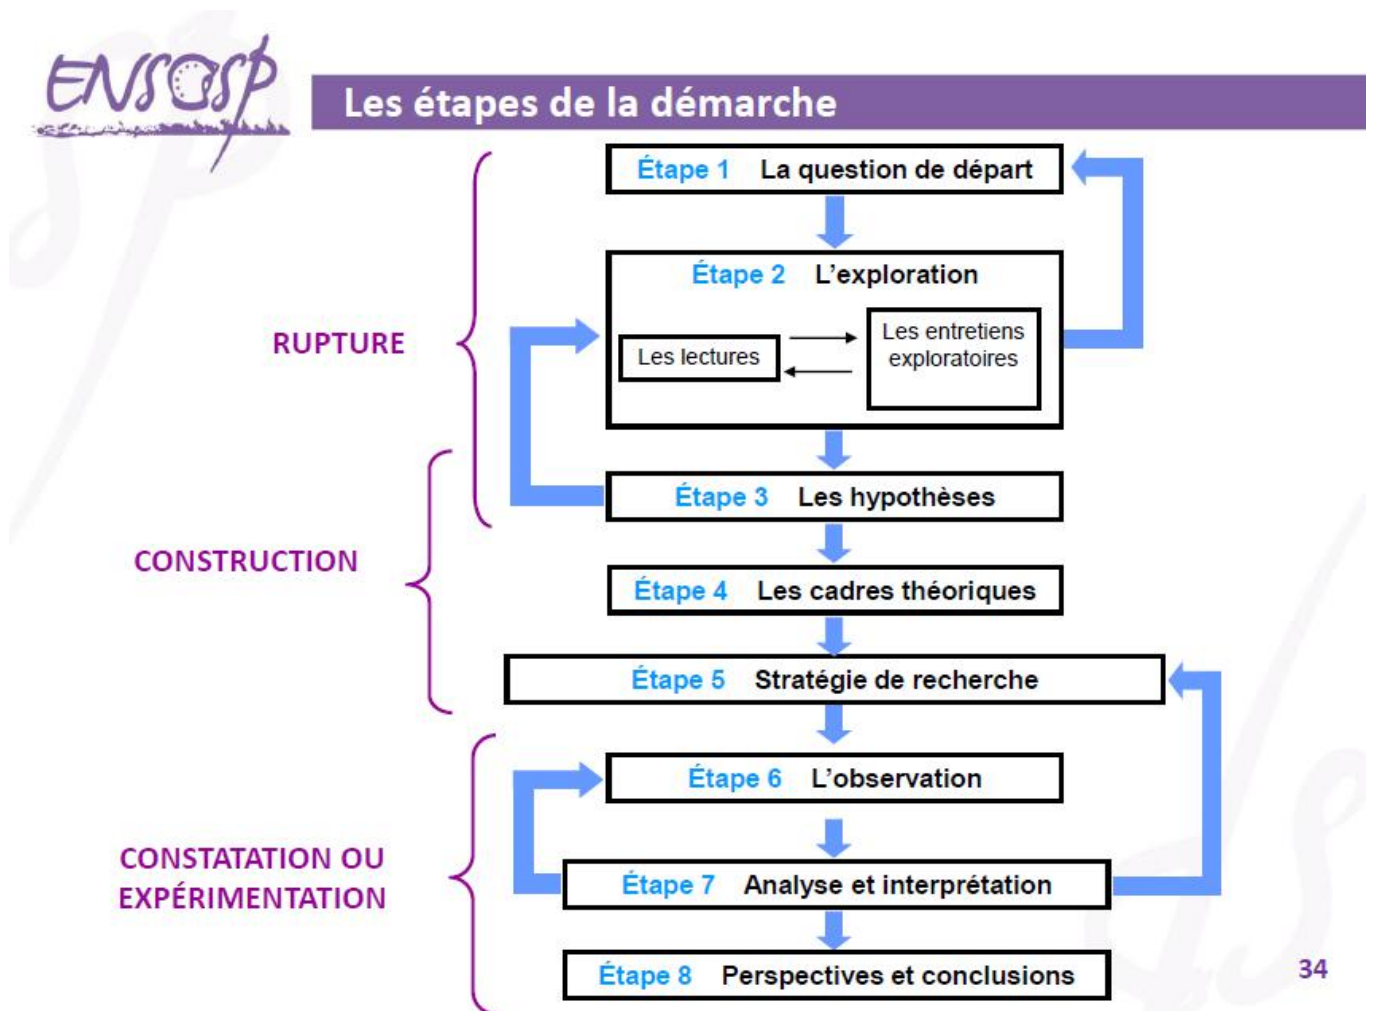 ENSOSP
Les étapes de la démarche
Étape 1 La question de départ
Étape 2 L’exploration
Les lectures
Les entretiens
exploratoires
RUPTURE
Étape 3 Les hypothèses
CONSTRUCTION
Étape 4 Les cadres théoriques
Étape 5 Stratégie de recherche
Étape 6 L’observation
CONSTATATION OU
EXPÉRIMENTATION
Étape 7 Analyse et interprétation
Étape 8 Perspectives et conclusions
34